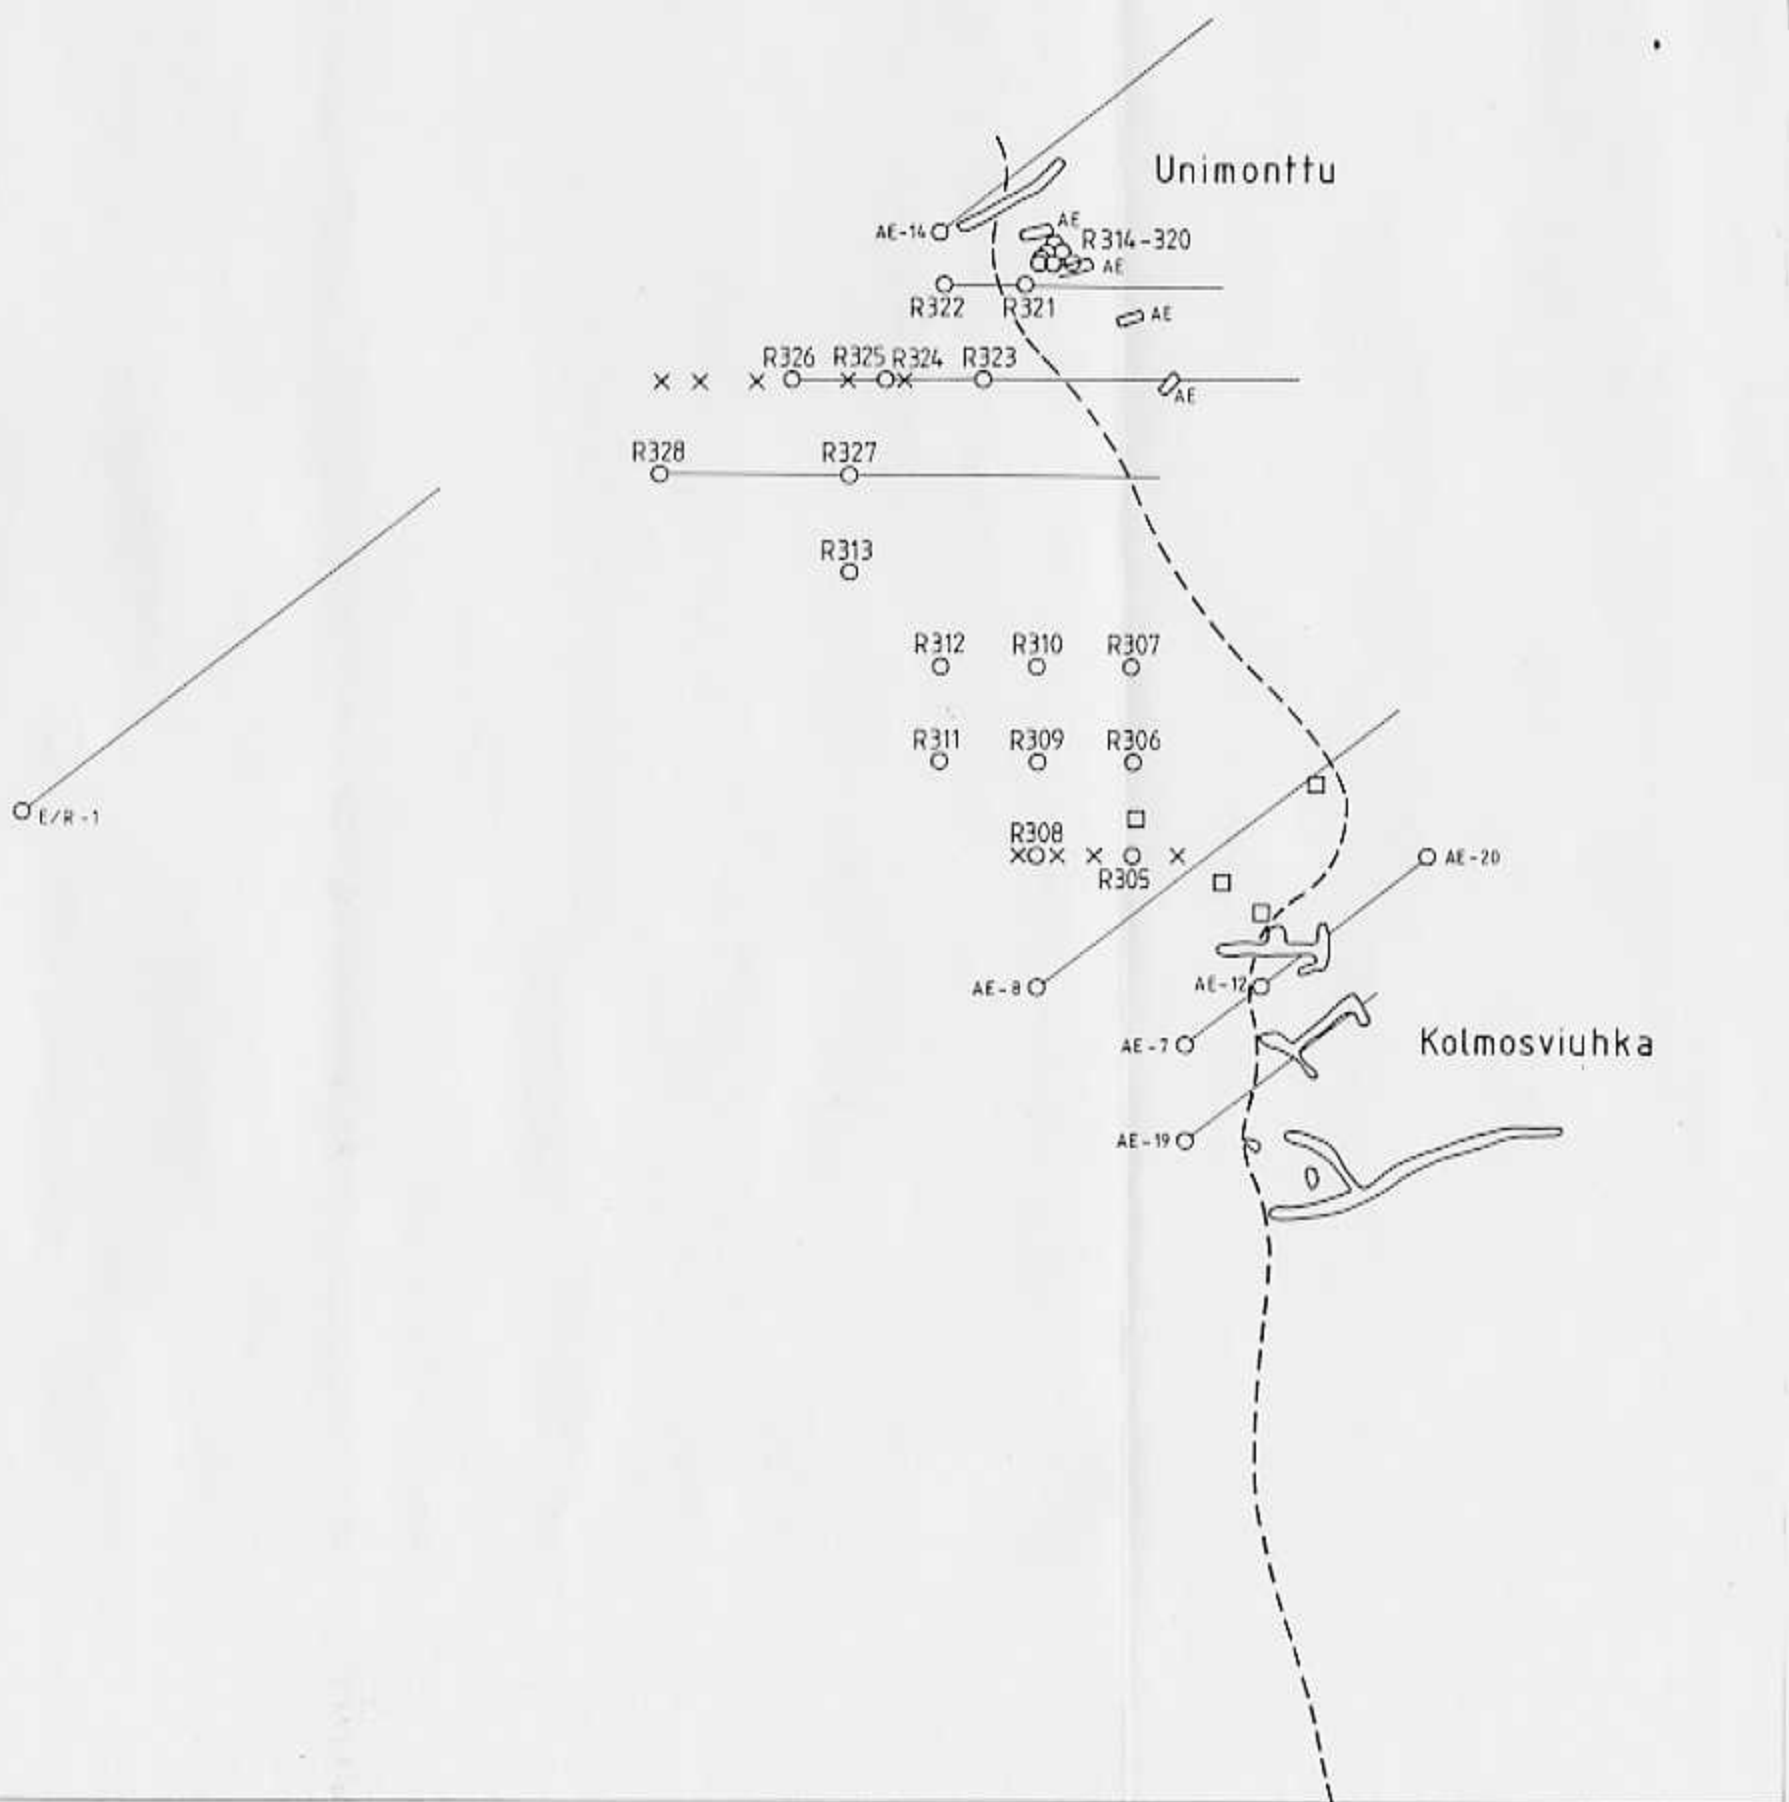 Unimonttu
AE-14
AE
R314-320
AE
R322
R321
AE
R326
R325
R324
R323
AE
R328
R327
R313
R312
R310
R307
R311
R309
R306
E/R-1
R308
R305
AE-20
AE-8
AE-12
AE-7
Kolmosviuhka
AE-19